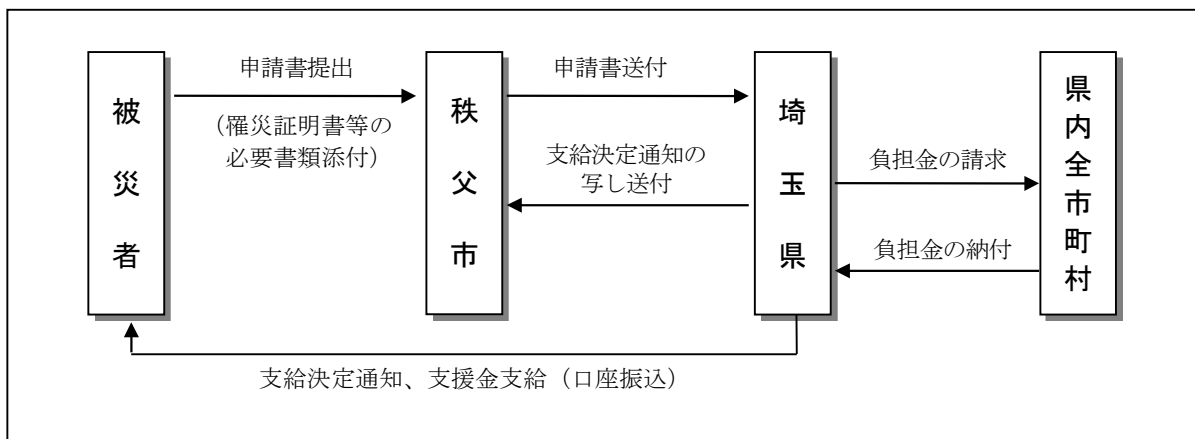 被災者
申請書提出
（罹災証明書等の
必要書類添付）
秩父市
申請書送付
支給決定通知の
写し送付
埼玉県
負担金の請求
負担金の納付
県内全市町村
支給決定通知、支援金支給（口座振込）